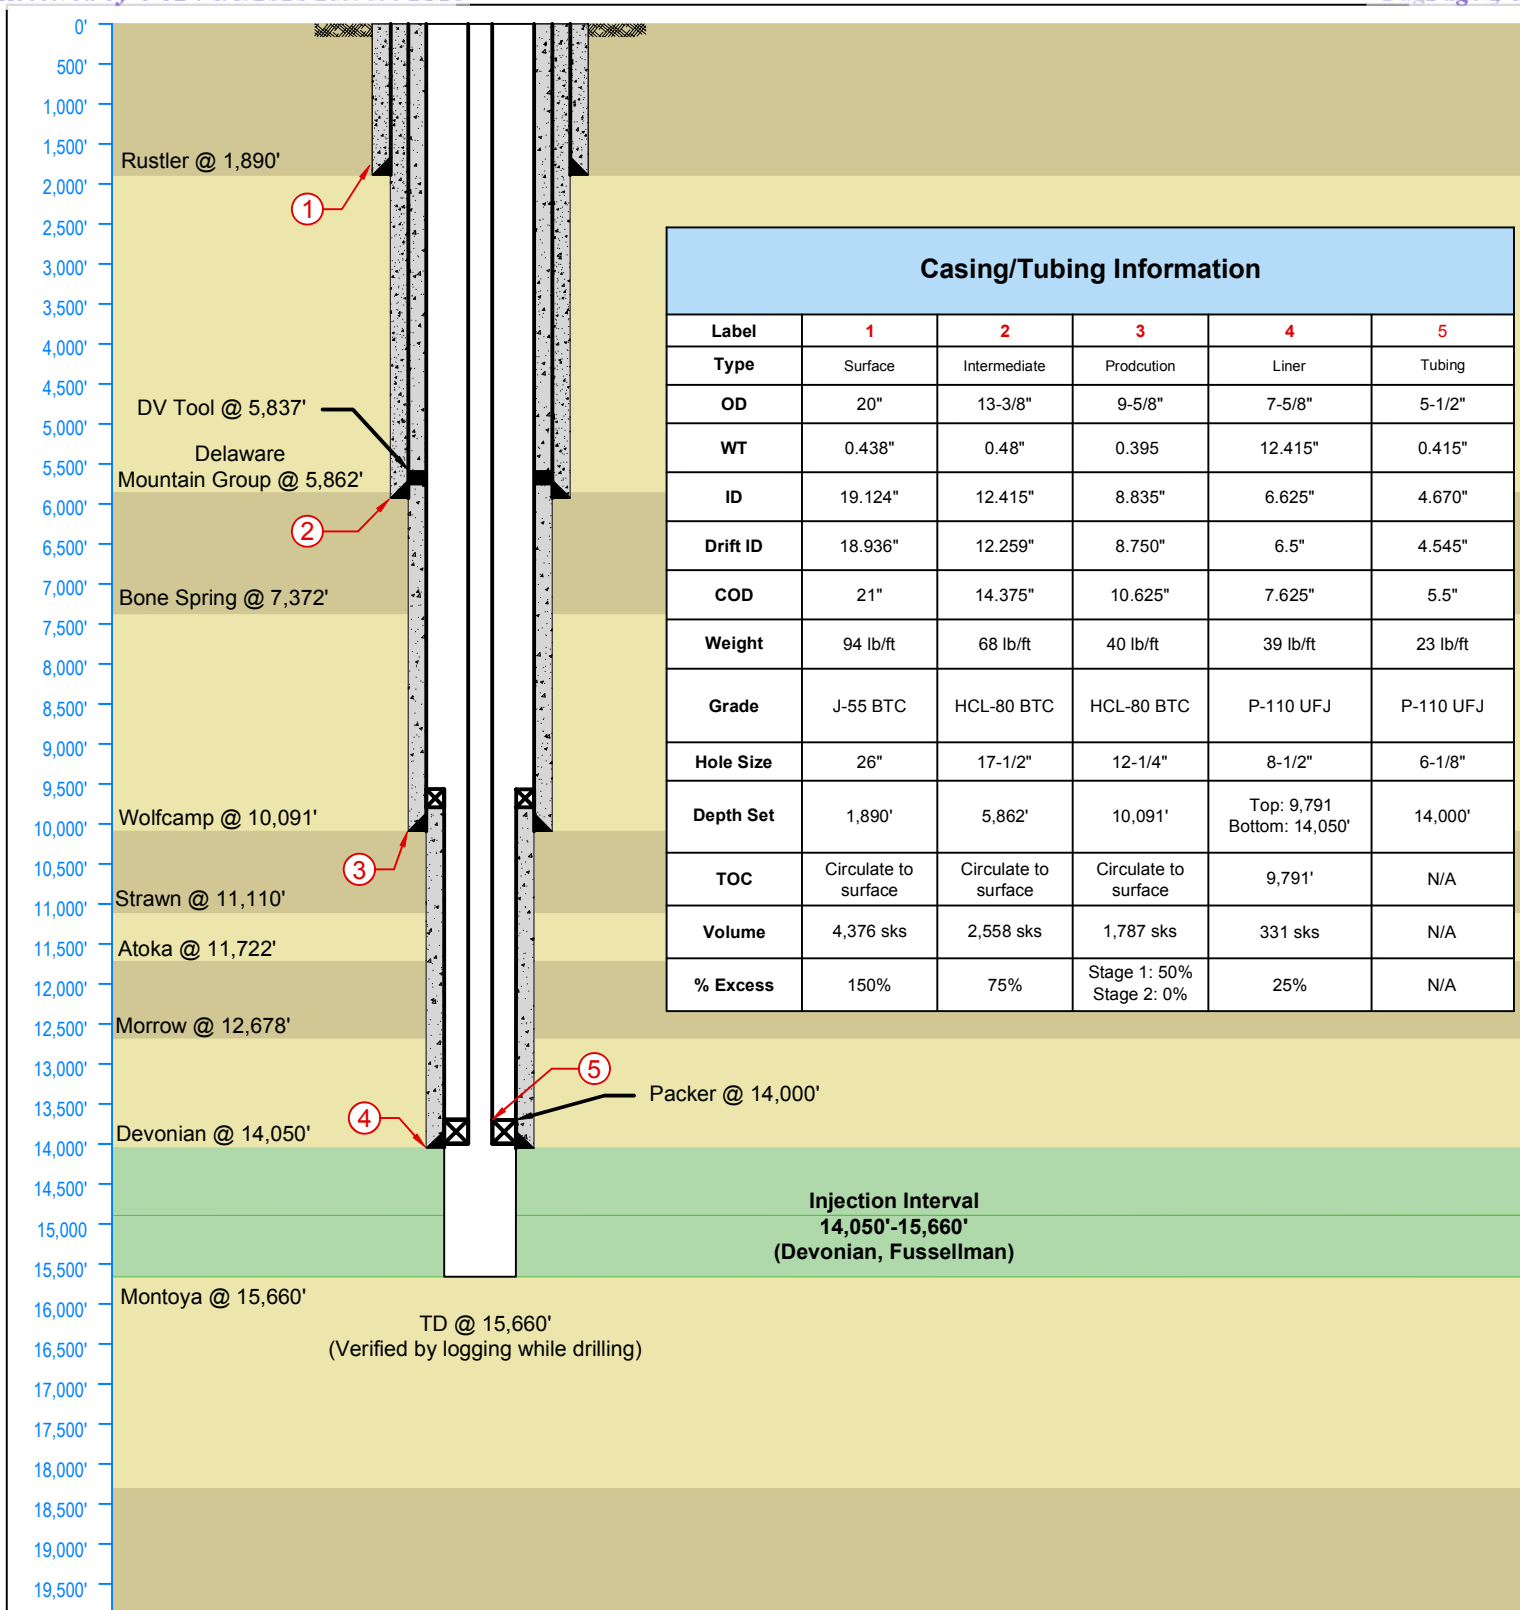 0'
500'
1,000'
1,500'
Rustler @ 1,890'
2,000'
1
2,500'
3,000'
3,500'
4,000'
4,500'
DV Tool @ 5,837'
5,000'
Delaware
5,500'
Mountain Group @ 5,862'
6,000'
2
6,500'
7,000'
Bone Spring @ 7,372'
7,500'
8,000'
8,500'
9,000'
9,500'
Wolfcamp @ 10,091'
10,000'
3
10,500'
Strawn @ 11,110'
11,000'
Atoka @ 11,722'
11,500'
12,000'
Morrow @ 12,678'
12,500'
13,000'
5
Packer @ 14,000'
13,500'
4
Devonian @ 14,050'
14,000'
14,500'
Injection Interval
15,000
14,050'-15,660'
(Devonian, Fussellman)
15,500'
Montoya @ 15,660'
16,000'
TD @ 15,660'
16,500'
(Verified by logging while drilling)
17,000'
17,500'
18,000'
18,500'
19,000'
19,500'
Casing/Tubing Information
Label 1 2 3 4 5
Type Surface Intermediate Prodcution Liner Tubing
OD 20" 13-3/8" 9-5/8" 7-5/8" 5-1/2"
WT 0.438" 0.48" 0.395 12.415" 0.415"
ID 19.124" 12.415" 8.835" 6.625" 4.670"
Drift ID 18.936" 12.259" 8.750" 6.5" 4.545"
COD 21" 14.375" 10.625" 7.625" 5.5"
Weight 94 lb/ft 68 lb/ft 40 lb/ft 39 lb/ft 23 lb/ft
Grade J-55 BTC HCL-80 BTC HCL-80 BTC P-110 UFJ P-110 UFJ
Hole Size 26" 17-1/2" 12-1/4" 8-1/2" 6-1/8"
Depth Set 1,890' 5,862' 10,091' Top: 9,791 Bottom: 14,050' 14,000'
TOC Circulate to surface Circulate to surface Circulate to surface 9,791' N/A
Volume 4,376 sks 2,558 sks 1,787 sks 331 sks N/A
% Excess 150% 75% Stage 1: 50% Stage 2: 0% 25% N/A